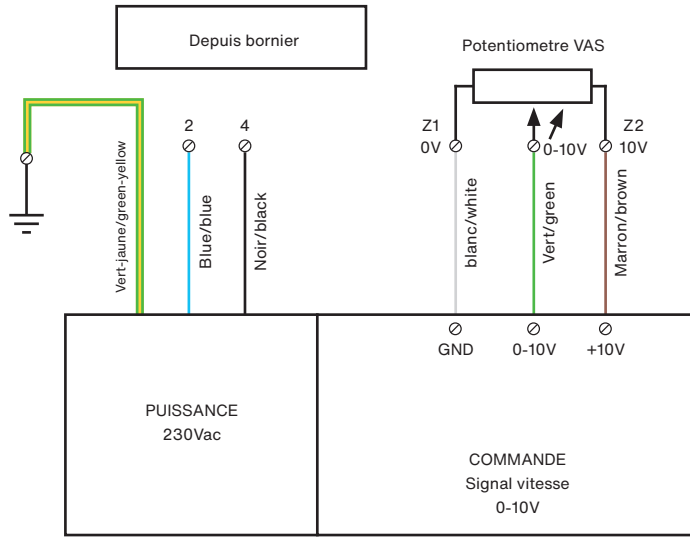 Depuis bornier
Potentiometre VAS
2
4
Z1
0V
0-10V
Z2
10V
Vert-jaune/green-yellow
Blue/blue
Noir/black
blanc/white
Vert/green
Marron/brown
GND
0-10V
+10V
PUISSANCE
230Vac
COMMANDE
Signal vitesse
0-10V